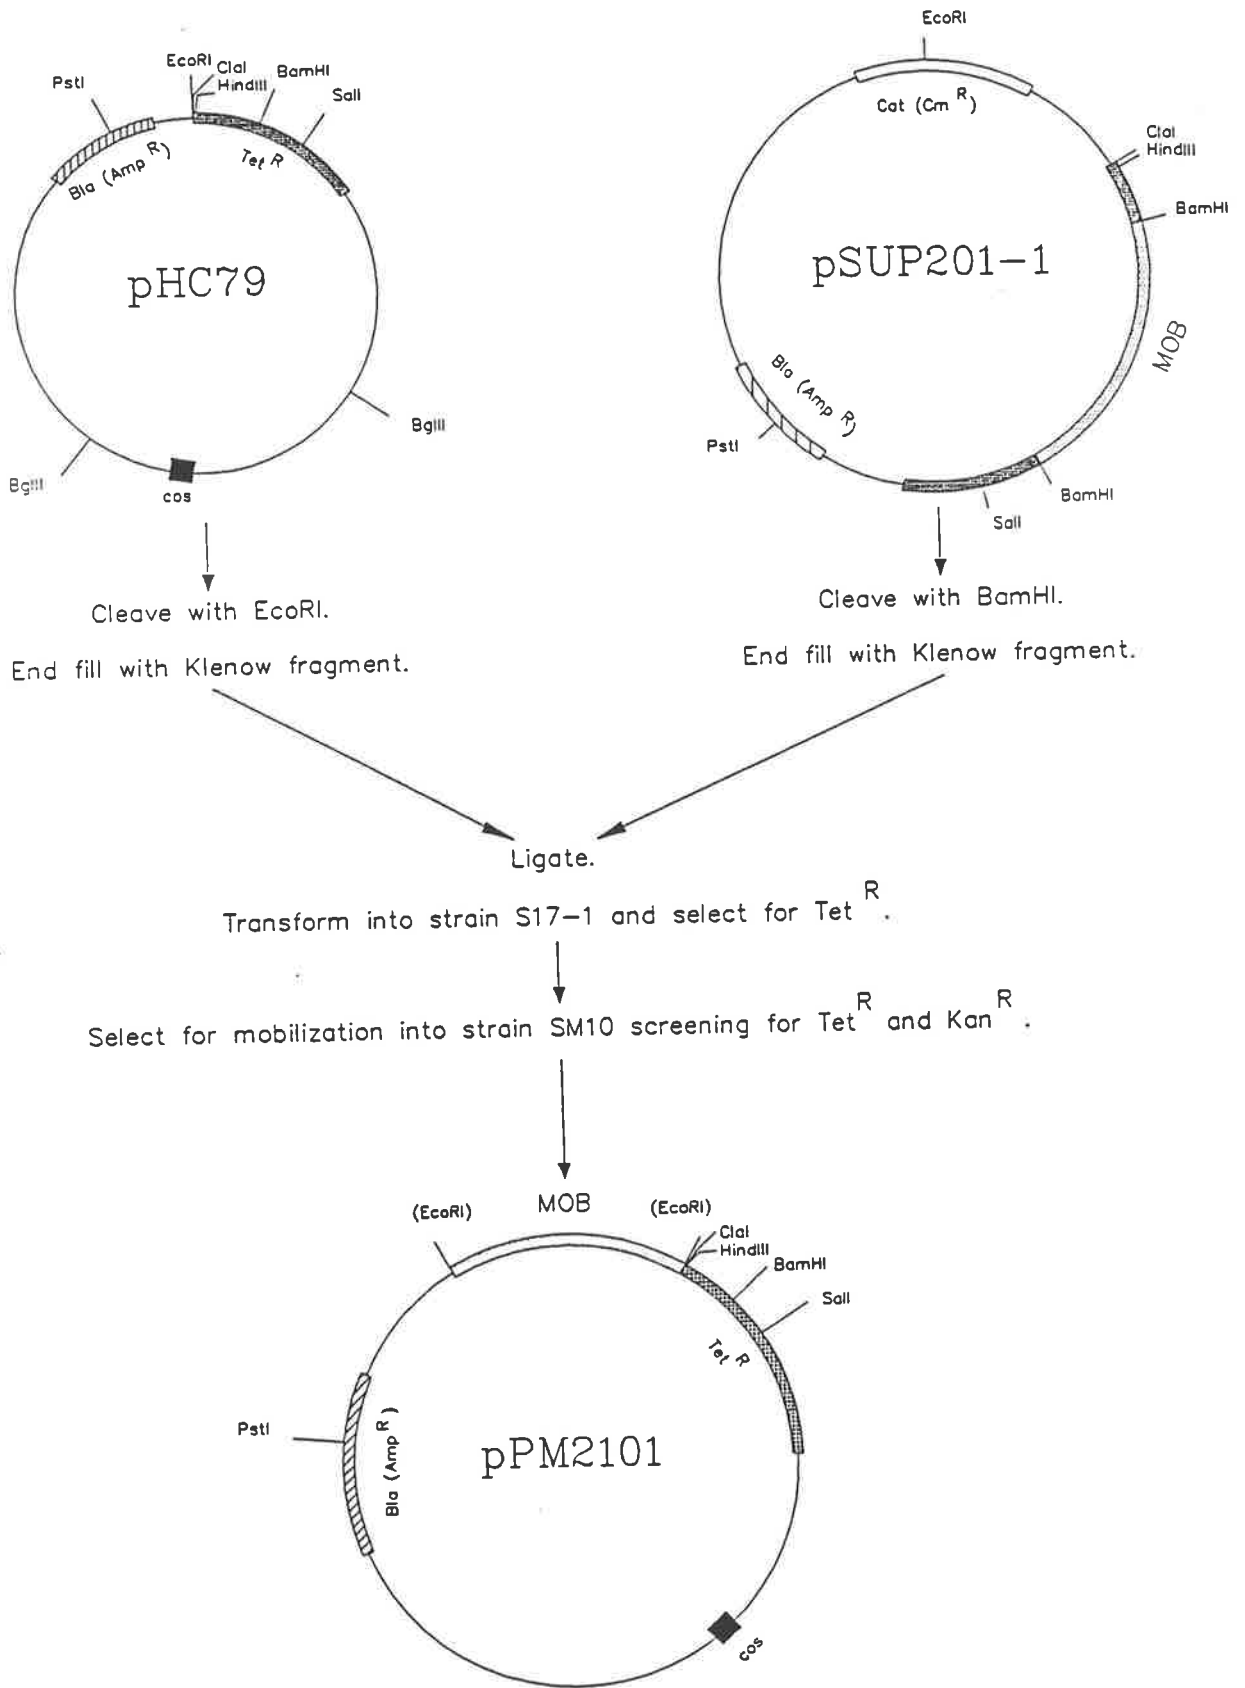 EcoRI
ClaI
HindIII
BamHI
SalI
PstI
Bla (Amp R)
Tet R
pHC79
BglII
BglII
cos
EcoRI
Cat (Cm R)
ClaI
HindIII
BamHI
pSUP201-1
MOB
Bla (Amp R)
PstI
BamHI
SalI
Cleave with EcoRI.
End fill with Klenow fragment.
Cleave with BamHI.
End fill with Klenow fragment.
Ligate.
Transform into strain S17-1 and select for Tet R.
Select for mobilization into strain SM10 screening for Tet R and Kan R.
(EcoRI)
MOB
(EcoRI)
ClaI
HindIII
BamHI
SalI
Tet R
PstI
Bla (Amp R)
pPM2101
cos